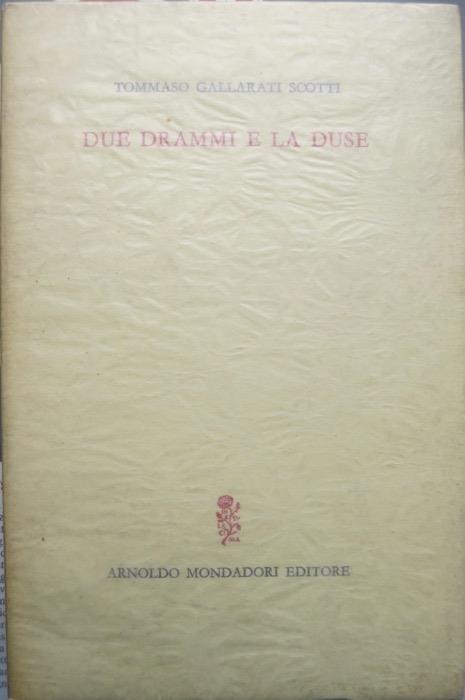 TOMMASO GALLARATI SCOTTI
DUE DRAMMI E LA DUSE
ARNOLDO MONDADORI EDITORE